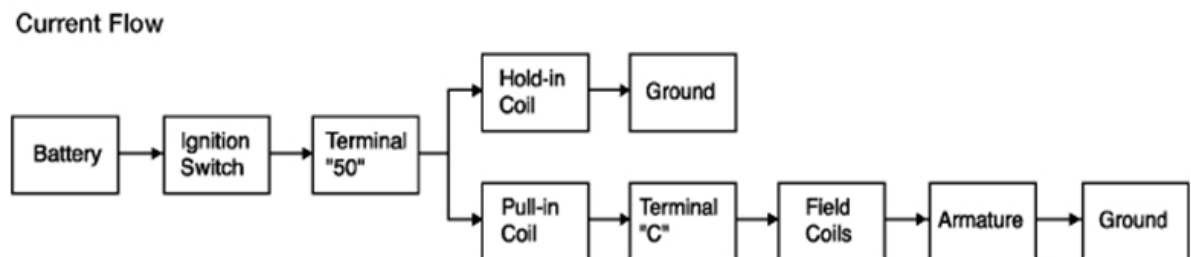 Current Flow
Battery
Ignition
Switch
Terminal
"50"
Hold-in
Coil
Ground
Pull-in
Coil
Terminal
"C"
Field
Coils
Armature
Ground